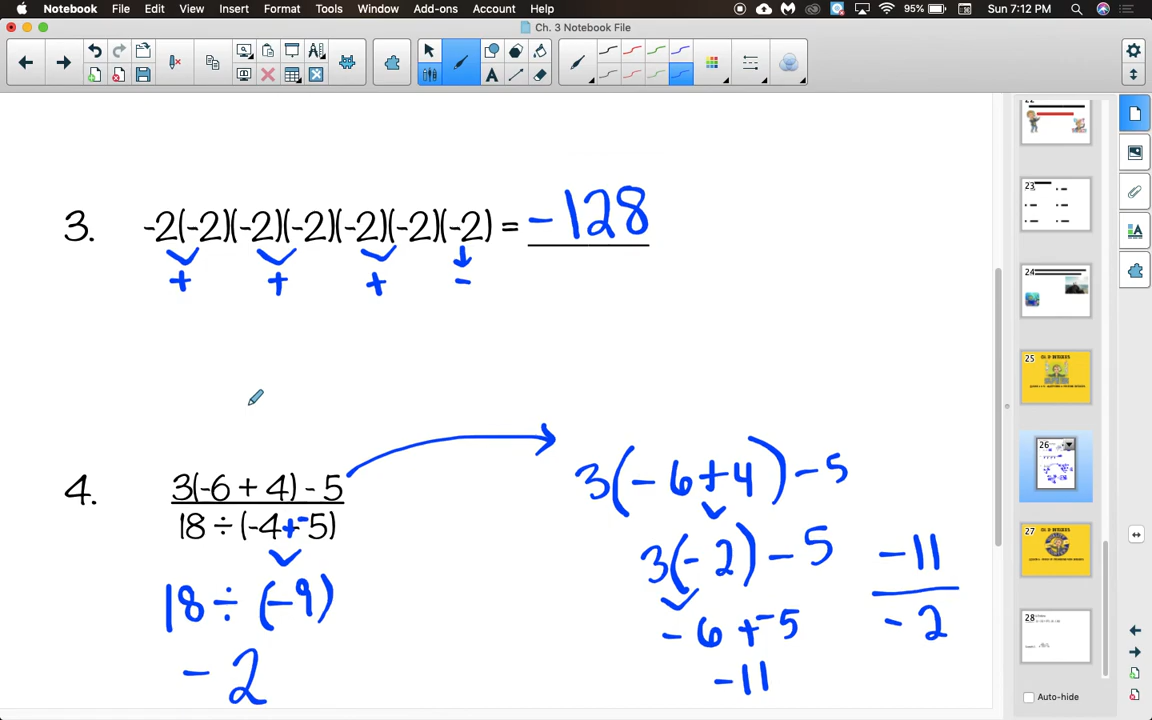 Notebook File Edit View Insert Format Tools Window Add-ons Account Help 95% Sun 7:12 PM
Ch. 3 Notebook File
3. -2(-2)(-2)(-2)(-2)(-2)(-2) = -128
+ + + -
4. 3(-6 + 4) - 5
18 ÷ (-4 + -5)
18 ÷ (-9)
-2
3(-6+4)-5
3(-2)-5
-6+-5
-11
-11
-2
22
23
24
25
26
27
28
Auto-hide